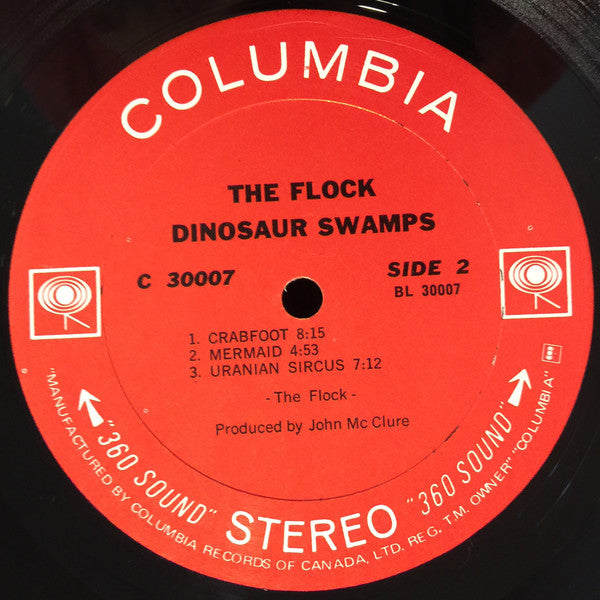 COLUMBIA
THE FLOCK
DINOSAUR SWAMPS
C 30007
SIDE 2
BL 30007
1. CRABFOOT 8:15
2. MERMAID 4:53
3. URANIAN SIRCUS 7:12
- The Flock -
Produced by John Mc Clure
"360 SOUND" STEREO "360 SOUND"
"MANUFACTURED BY COLUMBIA RECORDS OF CANADA, LTD. REG. T.M. OWNER" "COLUMBIA"